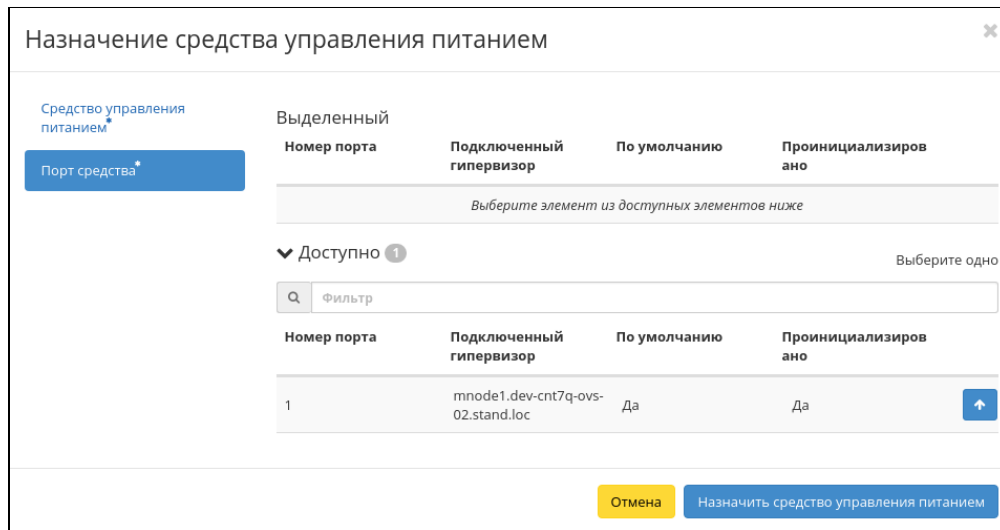 Назначение средства управления питанием
Средство управления
питанием*
Порт средства*
Выделенный
Номер порта Подключенный гипервизор По умолчанию Проинициализиров ано
Выберите элемент из доступных элементов ниже
Доступно 1
Выберите одно
Фильтр
Номер порта Подключенный гипервизор По умолчанию Проинициализиров ано
1 mnode1.dev-cnt7q-ovs-02.stand.loc Да Да
Отмена Назначить средство управления питанием